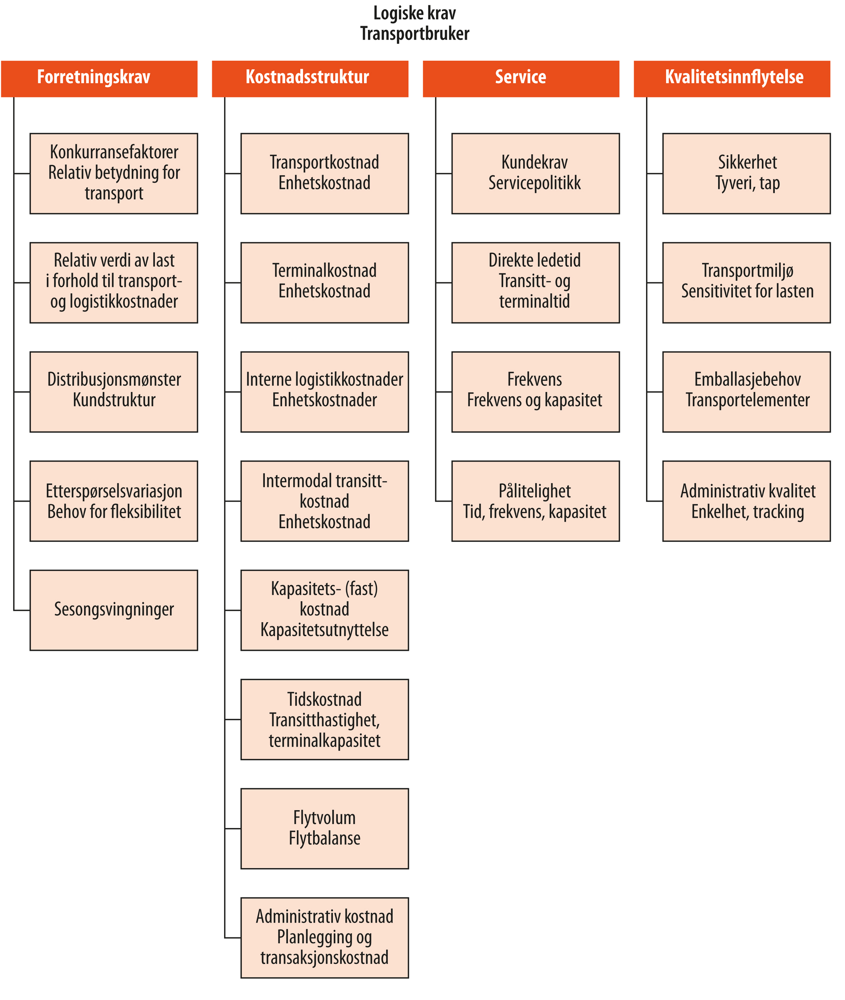 Logiske krav
Transportbruker
Forretningskrav
Konkurransefaktorer
Relativ betydning for
transport
Relativ verdi av last
i forhold til transport-
og logistikkostnader
Distribusjonsmønster
Kundstruktur
Etterspørselsvariasjon
Behov for fleksibilitet
Sesongsvingninger
Kostnadsstruktur
Transportkostnad
Enhetskostnad
Terminalkostnad
Enhetskostnad
Interne logistikkostnader
Enhetskostnader
Intermodal transitt-
kostnad
Enhetskostnad
Kapasitets- (fast)
kostnad
Kapasitetsutnyttelse
Tidskostnad
Transitthastighet,
terminalkapasitet
Flytvolum
Flytbalanse
Administrativ kostnad
Planlegging og
transaksjonskostnad
Service
Kundekrav
Servicepolitikk
Direkte ledetid
Transitt- og
terminaltid
Frekvens
Frekvens og kapasitet
Pålitelighet
Tid, frekvens, kapasitet
Kvalitetsinnflytelse
Sikkerhet
Tyveri, tap
Transportmiljø
Sensitivitet for lasten
Emballasjebehov
Transportelementer
Administrativ kvalitet
Enkelhet, tracking